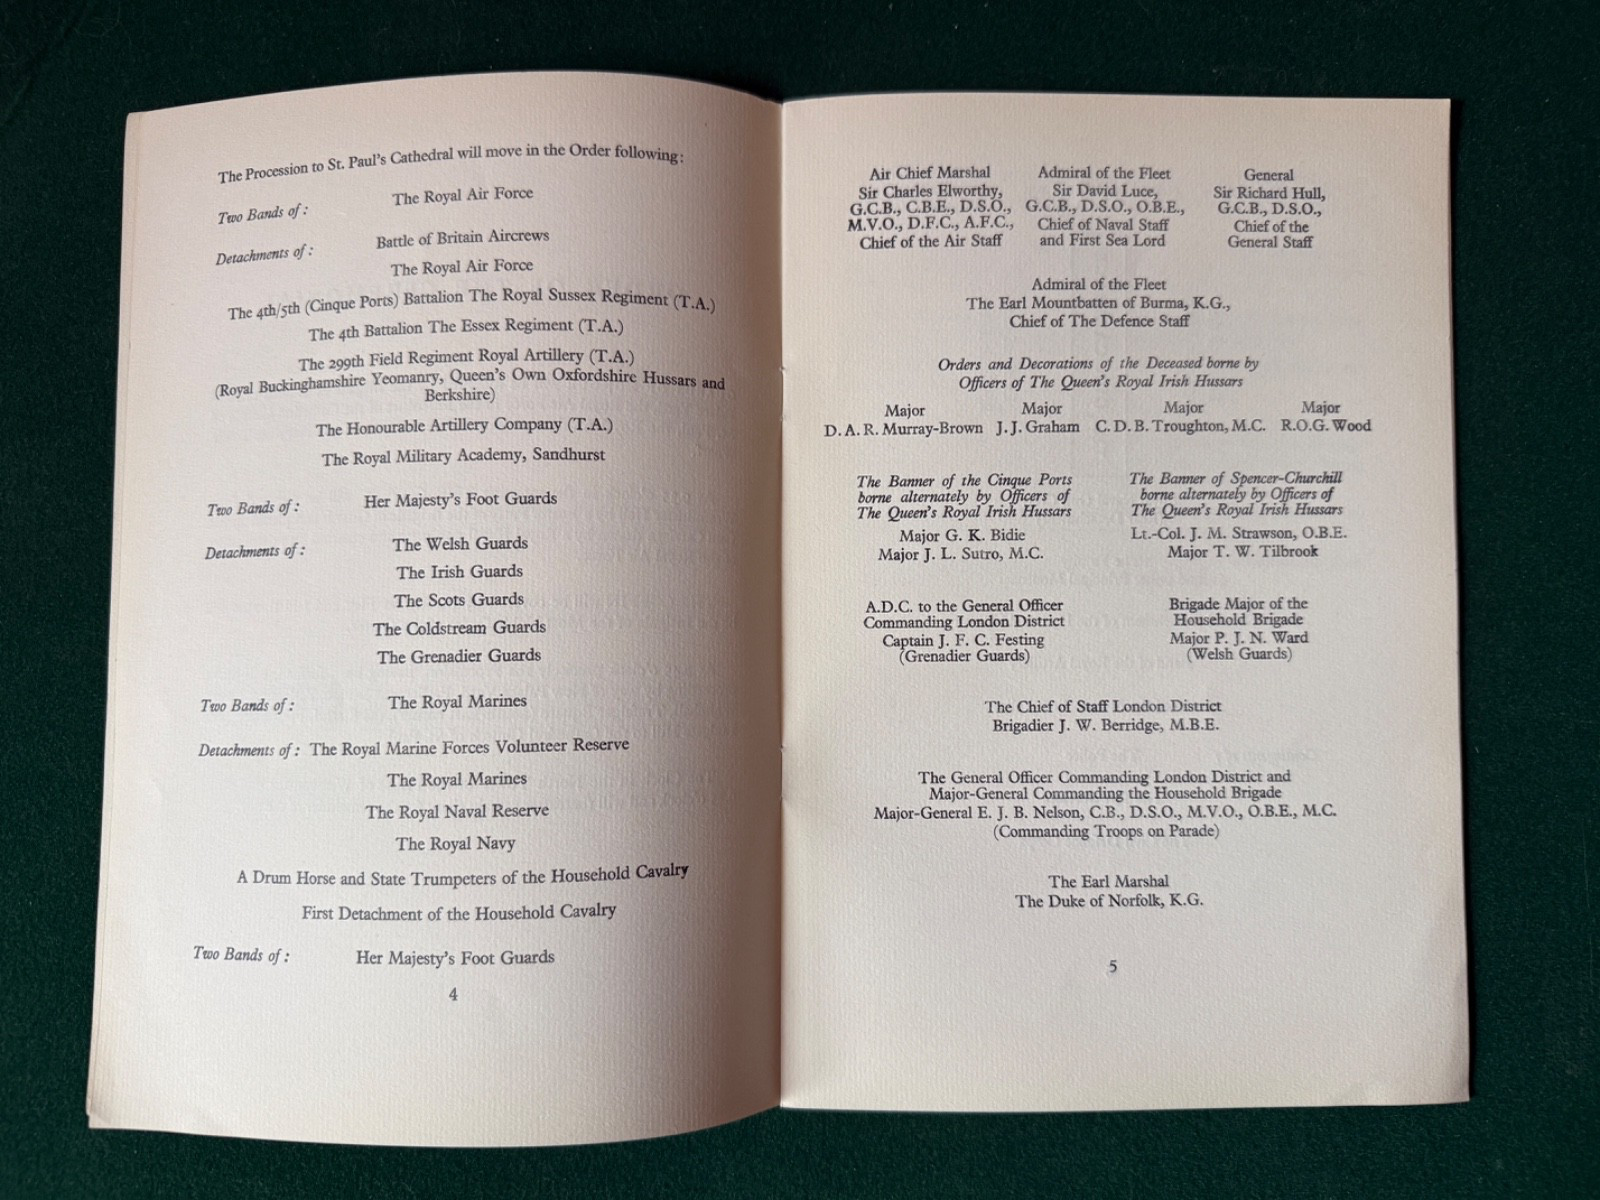 The Procession to St. Paul's Cathedral will move in the Order following:
Two Bands of: The Royal Air Force
Detachments of: Battle of Britain Aircrews
The Royal Air Force
The 4th/5th (Cinque Ports) Battalion The Royal Sussex Regiment (T.A.)
The 4th Battalion The Essex Regiment (T.A.)
The 299th Field Regiment Royal Artillery (T.A.)
(Royal Buckinghamshire Yeomanry, Queen's Own Oxfordshire Hussars and
Berkshire)
The Honourable Artillery Company (T.A.)
The Royal Military Academy, Sandhurst
Two Bands of: Her Majesty's Foot Guards
Detachments of: The Welsh Guards
The Irish Guards
The Scots Guards
The Coldstream Guards
The Grenadier Guards
Two Bands of: The Royal Marines
Detachments of: The Royal Marine Forces Volunteer Reserve
The Royal Marines
The Royal Naval Reserve
The Royal Navy
A Drum Horse and State Trumpeters of the Household Cavalry
First Detachment of the Household Cavalry
Two Bands of: Her Majesty's Foot Guards
4
Air Chief Marshal
Sir Charles Elworthy,
G.C.B., C.B.E., D.S.O.,
M.V.O., D.F.C., A.F.C.,
Chief of the Air Staff
Admiral of the Fleet
Sir David Luce,
G.C.B., D.S.O., O.B.E.,
Chief of Naval Staff
and First Sea Lord
General
Sir Richard Hull,
G.C.B., D.S.O.,
Chief of the
General Staff
Admiral of the Fleet
The Earl Mountbatten of Burma, K.G.,
Chief of The Defence Staff
Orders and Decorations of the Deceased borne by
Officers of The Queen's Royal Irish Hussars
Major
D. A. R. Murray-Brown
Major
J. J. Graham
Major
C. D. B. Troughton, M.C.
Major
R.O.G. Wood
The Banner of the Cinque Ports
borne alternately by Officers of
The Queen's Royal Irish Hussars
Major G. K. Bidie
Major J. L. Sutro, M.C.
The Banner of Spencer-Churchill
borne alternately by Officers of
The Queen's Royal Irish Hussars
Lt.-Col. J. M. Strawson, O.B.E.
Major T. W. Tilbrook
A.D.C. to the General Officer
Commanding London District
Captain J. F. C. Festing
(Grenadier Guards)
Brigade Major of the
Household Brigade
Major P. J. N. Ward
(Welsh Guards)
The Chief of Staff London District
Brigadier J. W. Berridge, M.B.E.
The General Officer Commanding London District and
Major-General Commanding the Household Brigade
Major-General E. J. B. Nelson, C.B., D.S.O., M.V.O., O.B.E., M.C.
(Commanding Troops on Parade)
The Earl Marshal
The Duke of Norfolk, K.G.
5